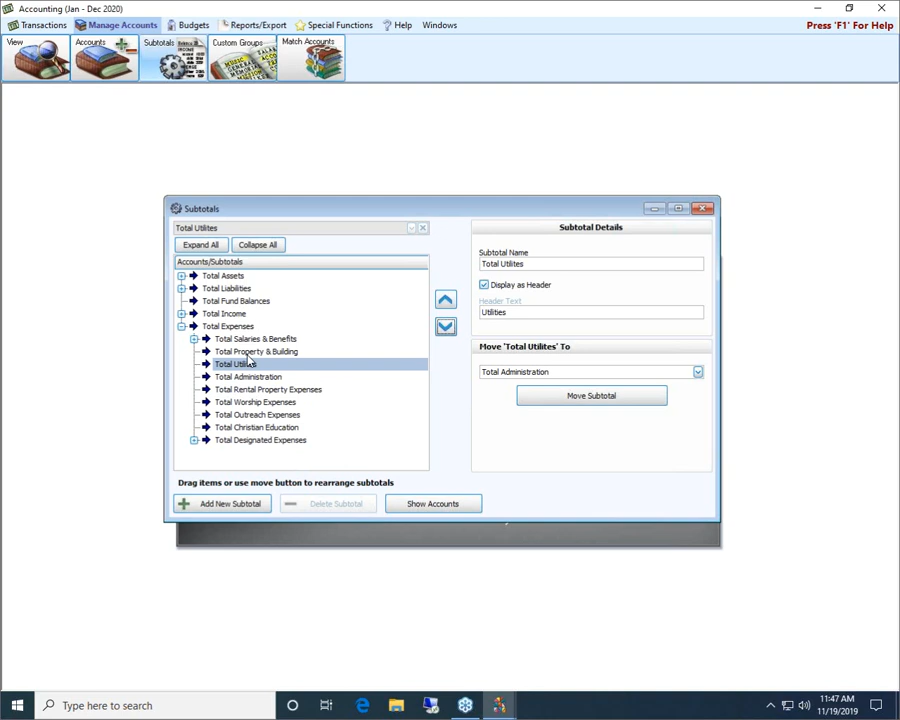 Accounting (Jan - Dec 2020)
Transactions Manage Accounts Budgets Reports/Export Special Functions Help Windows Press 'F1' For Help
View Accounts Subtotals Custom Groups Match Accounts
Subtotals
Total Utilites
Expand All Collapse All
Accounts/Subtotals
Total Assets
Total Liabilities
Total Fund Balances
Total Income
Total Expenses
Total Salaries & Benefits
Total Property & Building
Total Utilites
Total Administration
Total Rental Property Expenses
Total Worship Expenses
Total Outreach Expenses
Total Christian Education
Total Designated Expenses
Drag items or use move button to rearrange subtotals
Add New Subtotal Delete Subtotal Show Accounts
Subtotal Details
Subtotal Name
Total Utilites
Display as Header
Header Text
Utilities
Move 'Total Utilites' To
Total Administration
Move Subtotal
Type here to search
11:47 AM
11/19/2019